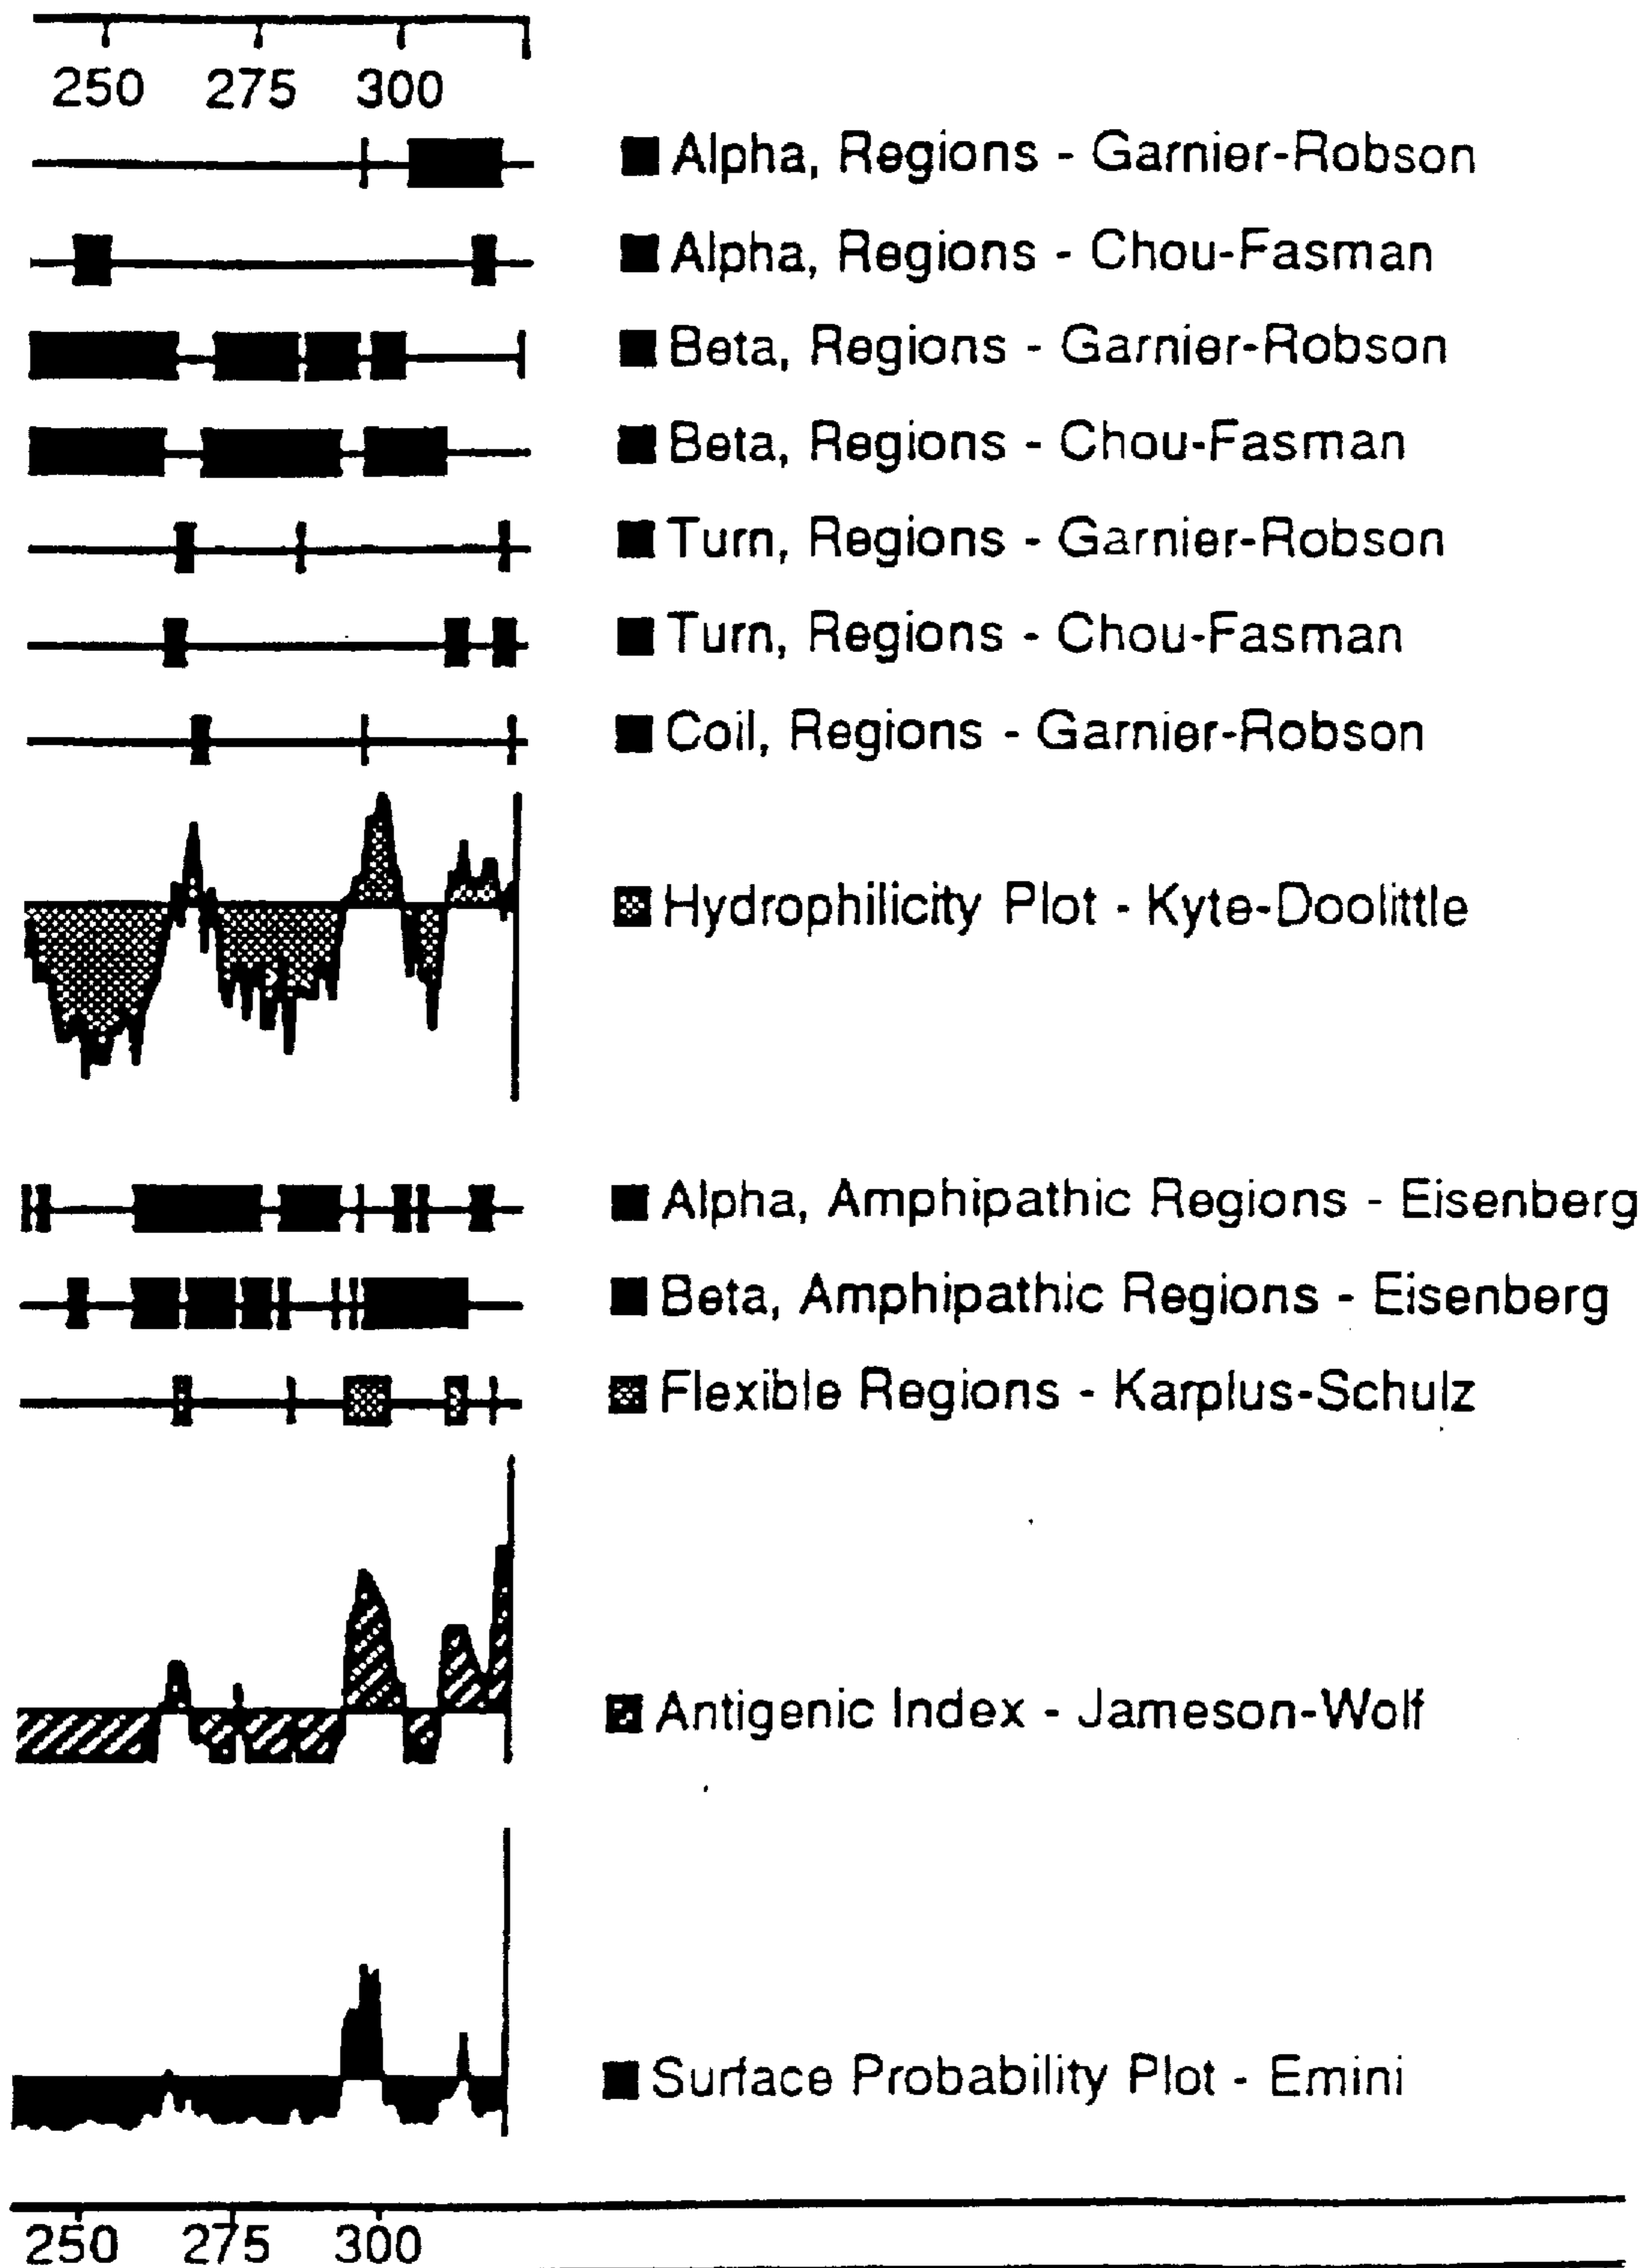 250 275 300
Alpha, Regions - Garnier-Robson
Alpha, Regions - Chou-Fasman
Beta, Regions - Garnier-Robson
Beta, Regions - Chou-Fasman
Turn, Regions - Garnier-Robson
Turn, Regions - Chou-Fasman
Coil, Regions - Garnier-Robson
Hydrophilicity Plot - Kyte-Doolittle
Alpha, Amphipathic Regions - Eisenberg
Beta, Amphipathic Regions - Eisenberg
Flexible Regions - Karplus-Schulz
Antigenic Index - Jameson-Wolf
Surface Probability Plot - Emini
250 275 300